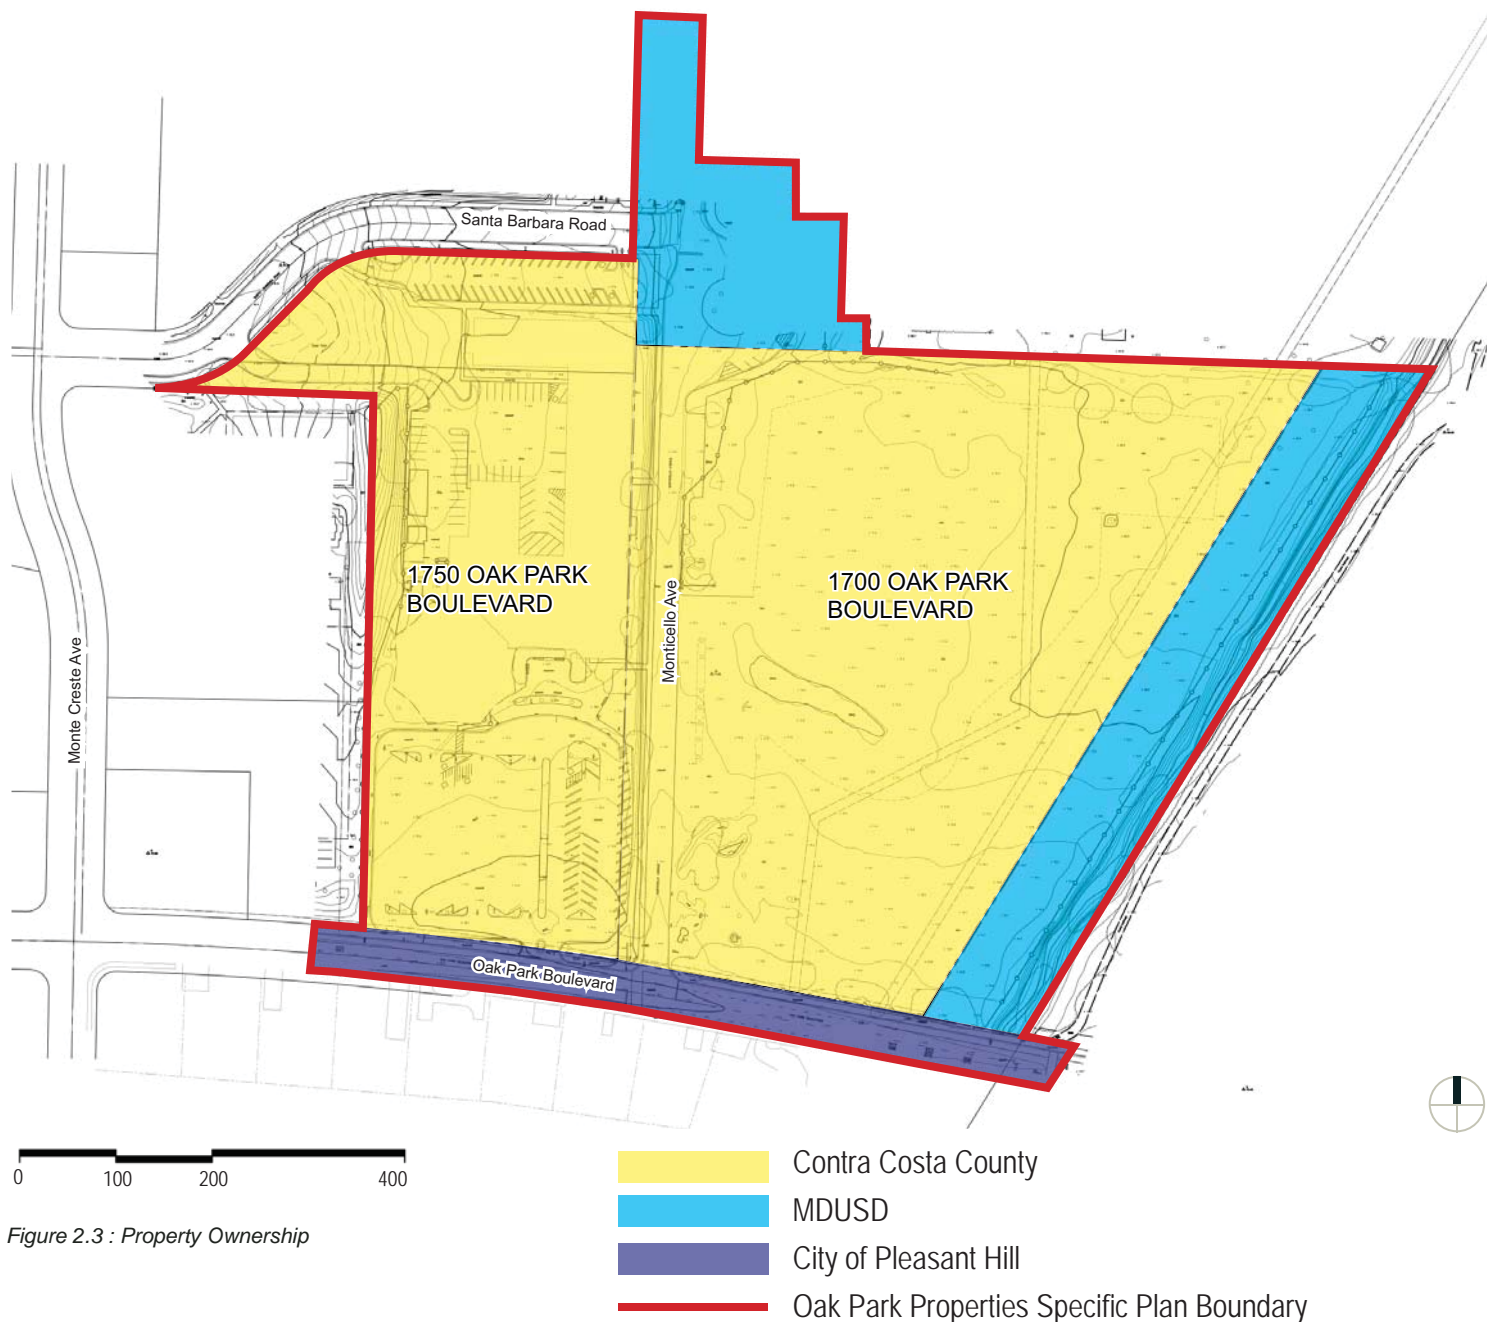 Santa Barbara Road
1750 OAK PARK
BOULEVARD
1700 OAK PARK
BOULEVARD
Monticello Ave
Monte Creste Ave
Oak Park Boulevard
0 100 200 400
Contra Costa County
MDUSD
City of Pleasant Hill
Oak Park Properties Specific Plan Boundary
Figure 2.3 : Property Ownership